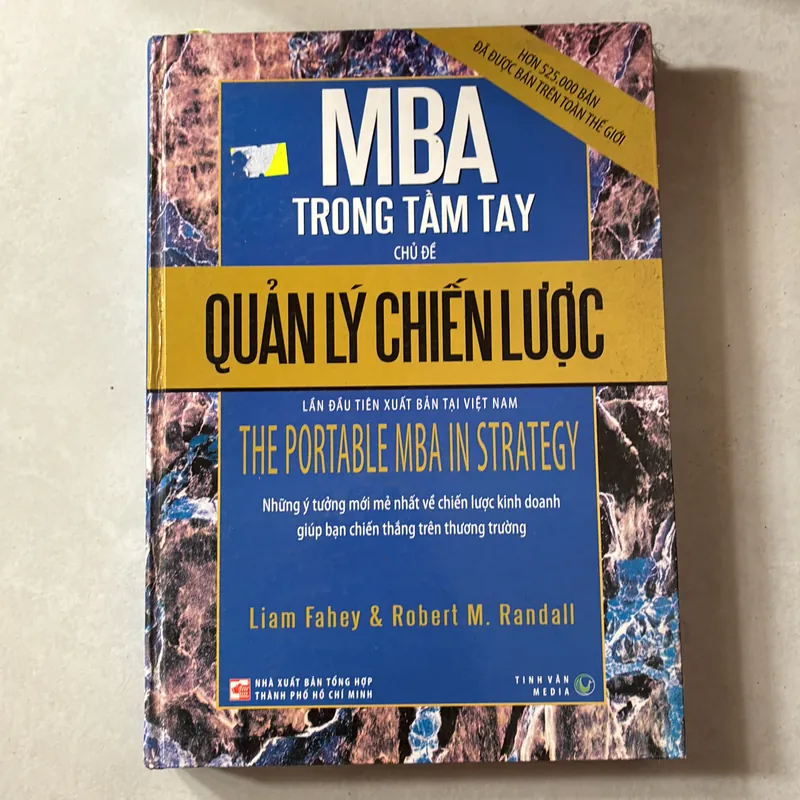 HƠN 525.000 BẢN
ĐÃ ĐƯỢC BÁN TRÊN TOÀN THẾ GIỚI
MBA
TRONG TẦM TAY
CHỦ ĐỀ
QUẢN LÝ CHIẾN LƯỢC
LẦN ĐẦU TIÊN XUẤT BẢN TẠI VIỆT NAM
THE PORTABLE MBA IN STRATEGY
Những ý tưởng mới mẻ nhất về chiến lược kinh doanh
giúp bạn chiến thắng trên thương trường
Liam Fahey & Robert M. Randall
NHÀ XUẤT BẢN TỔNG HỢP
THÀNH PHỐ HỒ CHÍ MINH
TINH VĂN
MEDIA